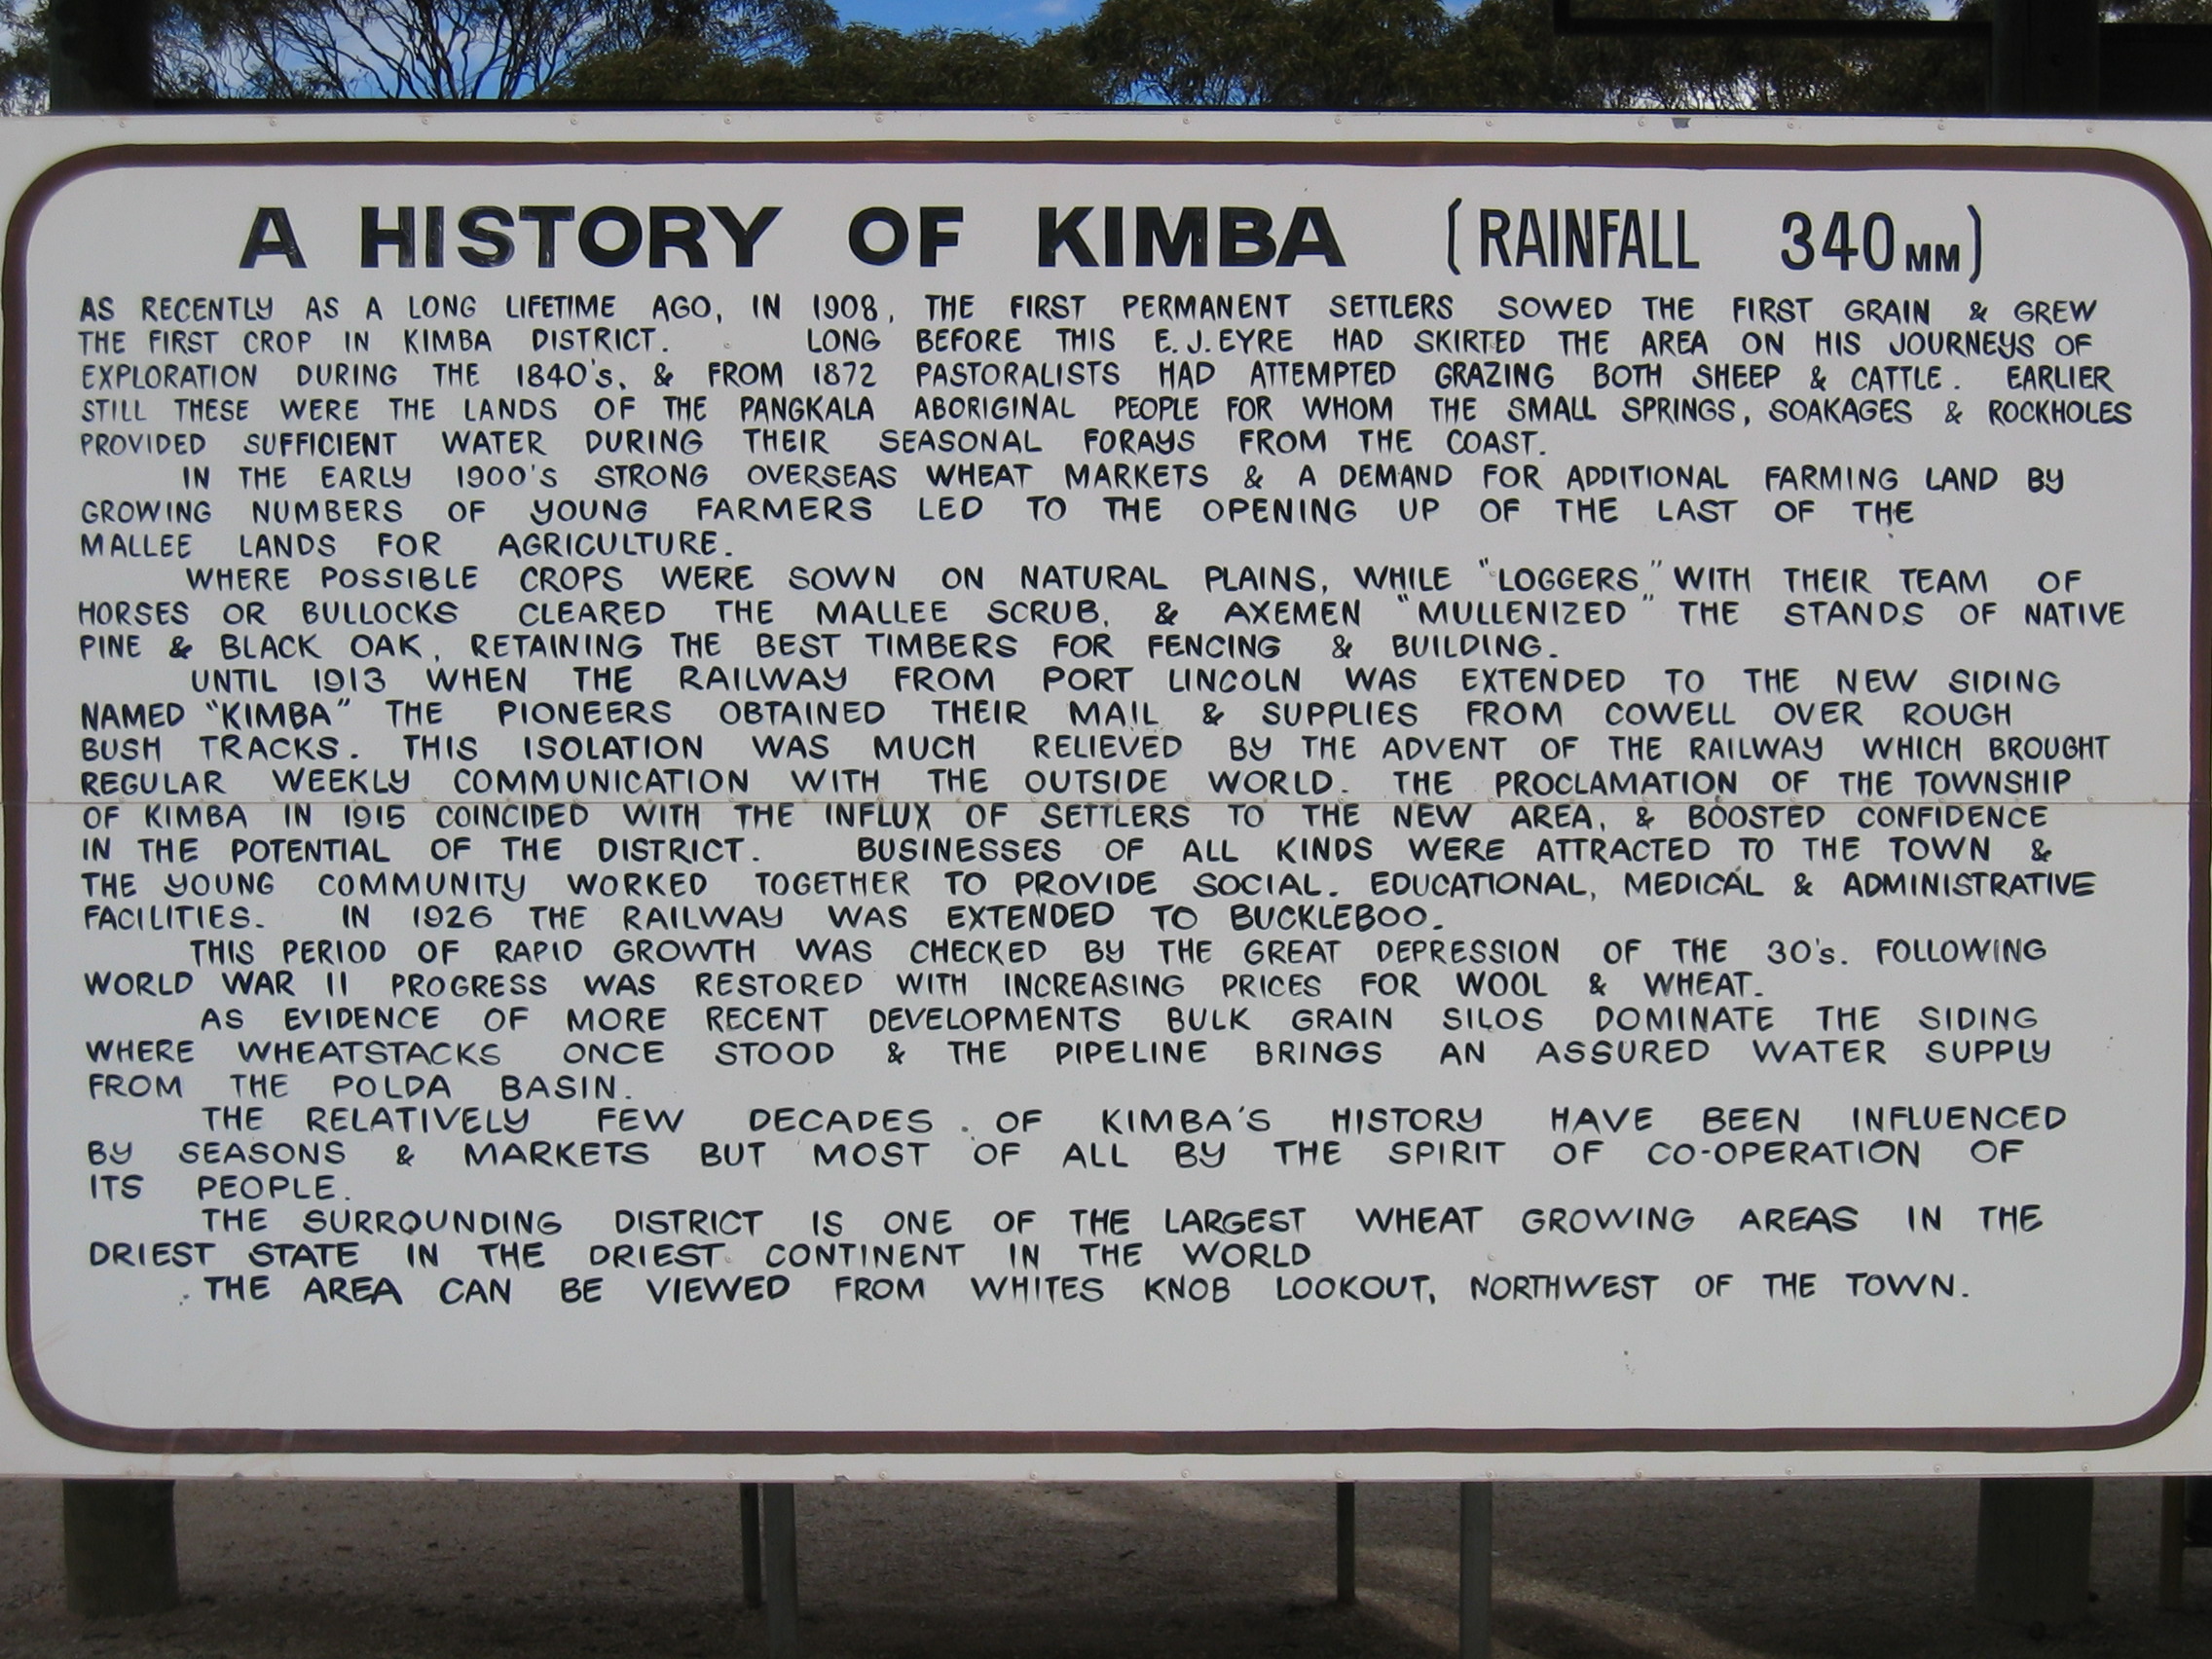 A HISTORY OF KIMBA (RAINFALL 340MM)
AS RECENTLY AS A LONG LIFETIME AGO, IN 1908, THE FIRST PERMANENT SETTLERS SOWED THE FIRST GRAIN & GREW
THE FIRST CROP IN KIMBA DISTRICT. LONG BEFORE THIS E.J.EYRE HAD SKIRTED THE AREA ON HIS JOURNEYS OF
EXPLORATION DURING THE 1840's, & FROM 1872 PASTORALISTS HAD ATTEMPTED GRAZING BOTH SHEEP & CATTLE. EARLIER
STILL THESE WERE THE LANDS OF THE PANGKALA ABORIGINAL PEOPLE FOR WHOM THE SMALL SPRINGS, SOAKAGES & ROCKHOLES
PROVIDED SUFFICIENT WATER DURING THEIR SEASONAL FORAYS FROM THE COAST.
IN THE EARLY 1900'S STRONG OVERSEAS WHEAT MARKETS & A DEMAND FOR ADDITIONAL FARMING LAND BY
GROWING NUMBERS OF YOUNG FARMERS LED TO THE OPENING UP OF THE LAST OF THE
MALLEE LANDS FOR AGRICULTURE.
WHERE POSSIBLE CROPS WERE SOWN ON NATURAL PLAINS, WHILE "LOGGERS" WITH THEIR TEAM OF
HORSES OR BULLOCKS CLEARED THE MALLEE SCRUB, & AXEMEN "MULLENIZED" THE STANDS OF NATIVE
PINE & BLACK OAK, RETAINING THE BEST TIMBERS FOR FENCING & BUILDING.
UNTIL 1913 WHEN THE RAILWAY FROM PORT LINCOLN WAS EXTENDED TO THE NEW SIDING
NAMED "KIMBA" THE PIONEERS OBTAINED THEIR MAIL & SUPPLIES FROM COWELL OVER ROUGH
BUSH TRACKS. THIS ISOLATION WAS MUCH RELIEVED BY THE ADVENT OF THE RAILWAY WHICH BROUGHT
REGULAR WEEKLY COMMUNICATION WITH THE OUTSIDE WORLD. THE PROCLAMATION OF THE TOWNSHIP
OF KIMBA IN 1915 COINCIDED WITH THE INFLUX OF SETTLERS TO THE NEW AREA, & BOOSTED CONFIDENCE
IN THE POTENTIAL OF THE DISTRICT. BUSINESSES OF ALL KINDS WERE ATTRACTED TO THE TOWN &
THE YOUNG COMMUNITY WORKED TOGETHER TO PROVIDE SOCIAL. EDUCATIONAL, MEDICAL & ADMINISTRATIVE
FACILITIES. IN 1926 THE RAILWAY WAS EXTENDED TO BUCKLEBOO.
THIS PERIOD OF RAPID GROWTH WAS CHECKED BY THE GREAT DEPRESSION OF THE 30's. FOLLOWING
WORLD WAR II PROGRESS WAS RESTORED WITH INCREASING PRICES FOR WOOL & WHEAT.
AS EVIDENCE OF MORE RECENT DEVELOPMENTS BULK GRAIN SILOS DOMINATE THE SIDING
WHERE WHEATSTACKS ONCE STOOD & THE PIPELINE BRINGS AN ASSURED WATER SUPPLY
FROM THE POLDA BASIN.
THE RELATIVELY FEW DECADES OF KIMBA'S HISTORY HAVE BEEN INFLUENCED
BY SEASONS & MARKETS BUT MOST OF ALL BY THE SPIRIT OF CO-OPERATION OF
ITS PEOPLE.
THE SURROUNDING DISTRICT IS ONE OF THE LARGEST WHEAT GROWING AREAS IN THE
DRIEST STATE IN THE DRIEST CONTINENT IN THE WORLD
THE AREA CAN BE VIEWED FROM WHITES KNOB LOOKOUT, NORTHWEST OF THE TOWN.